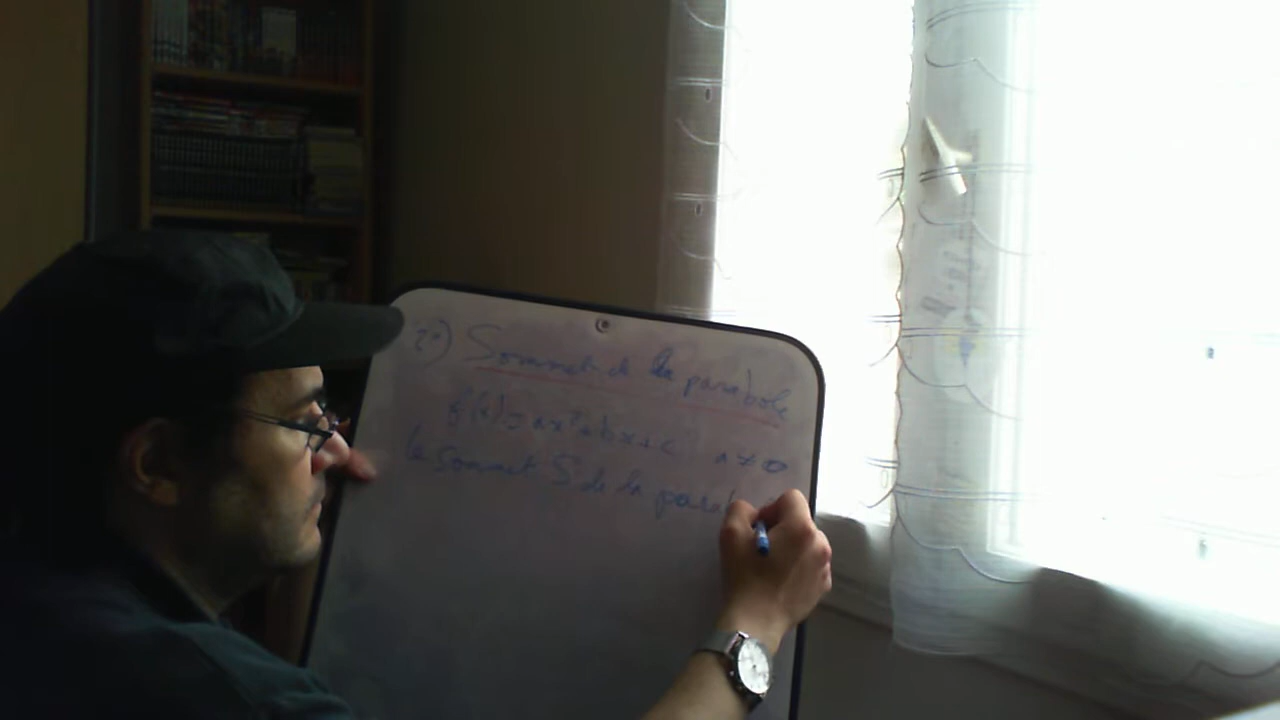 2°) Sommet de la parabole
f(x) = ax² + bx + c a ≠ 0
le sommet S de la parab